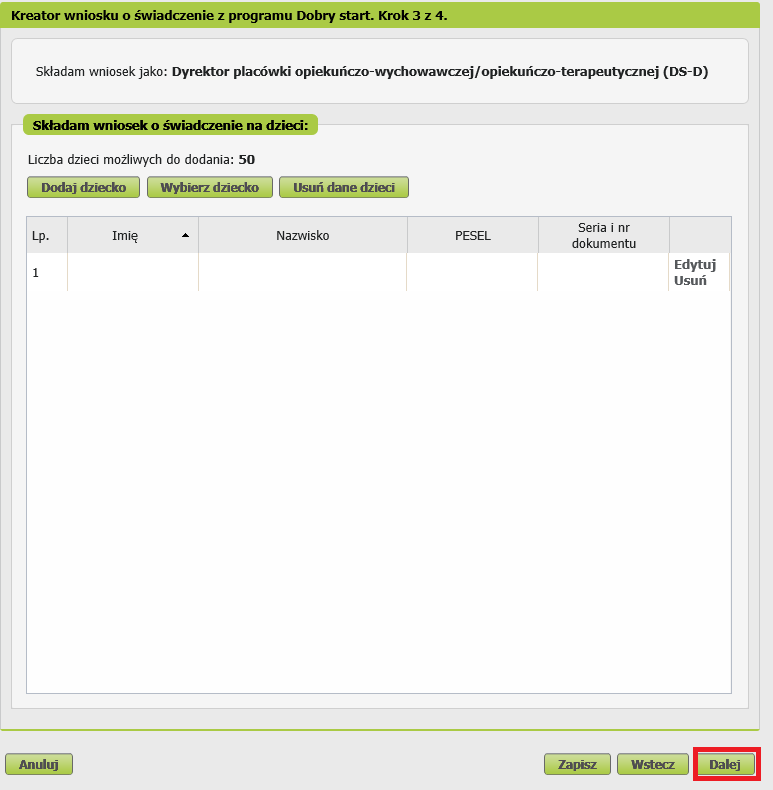 Kreator wniosku o świadczenie z programu Dobry start. Krok 3 z 4.
Składam wniosek jako: Dyrektor placówki opiekuńczo-wychowawczej/opiekuńczo-terapeutycznej (DS-D)
Składam wniosek o świadczenie na dzieci:
Liczba dzieci możliwych do dodania: 50
Dodaj dziecko Wybierz dziecko Usuń dane dzieci
Lp. Imię Nazwisko PESEL Seria i nr
dokumentu
1 Edytuj
Usuń
Anuluj Zapisz Wstecz Dalej